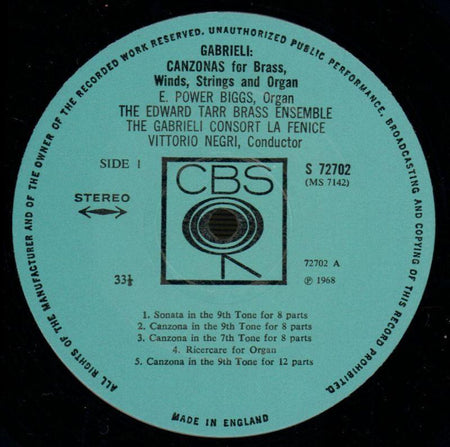 ALL RIGHTS OF THE MANUFACTURER AND OF THE OWNER OF THE RECORDED WORK RESERVED. UNAUTHORIZED PUBLIC PERFORMANCE, BROADCASTING AND COPYING OF THIS RECORD PROHIBITED.
GABRIELI:
CANZONAS for Brass,
Winds, Strings and Organ
E. POWER BIGGS, Organ
THE EDWARD TARR BRASS ENSEMBLE
THE GABRIELI CONSORT LA FENICE
VITTORIO NEGRI, Conductor
SIDE 1
S 72702
(MS 7142)
CBS
STEREO
33⅓
72702 A
℗ 1968
1. Sonata in the 9th Tone for 8 parts
2. Canzona in the 9th Tone for 8 parts
3. Canzona in the 7th Tone for 8 parts
4. Ricercare for Organ
5. Canzona in the 9th Tone for 12 parts
MADE IN ENGLAND